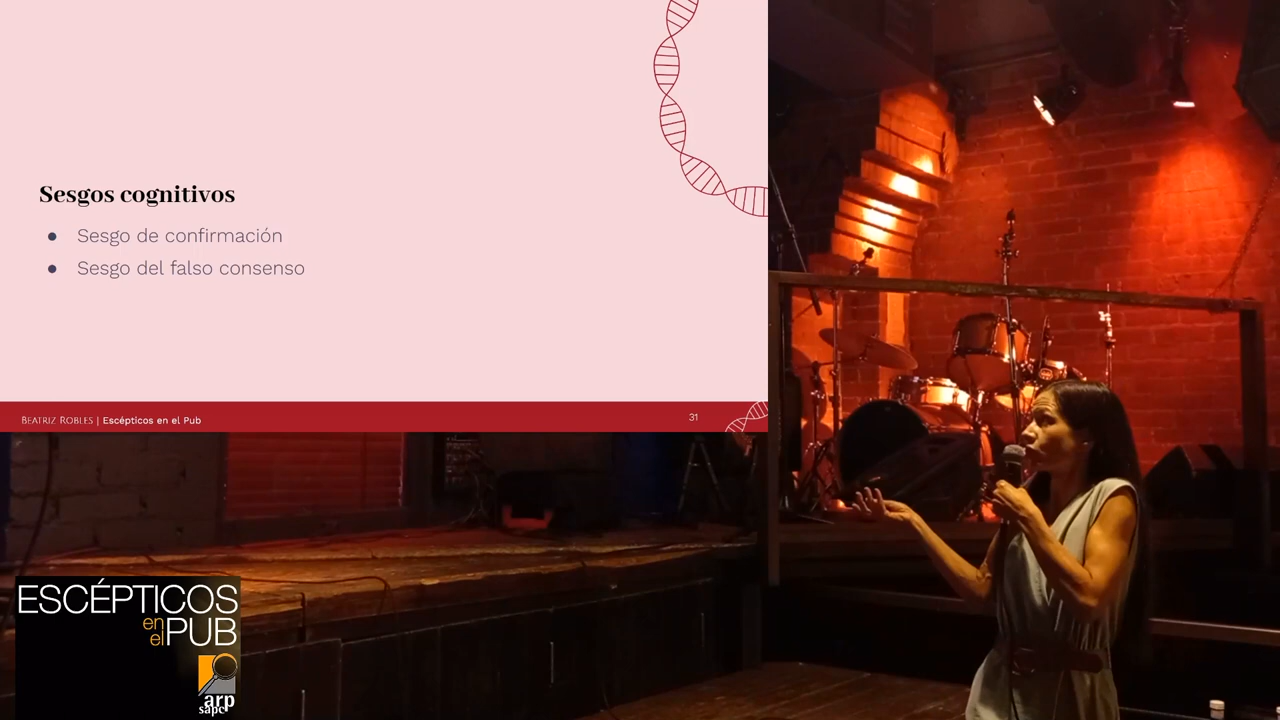 Sesgos cognitivos
● Sesgo de confirmación
● Sesgo del falso consenso
BEATRIZ ROBLES | Escépticos en el Pub
31
ESCÉPTICOS
en
el PUB
arp
sapc